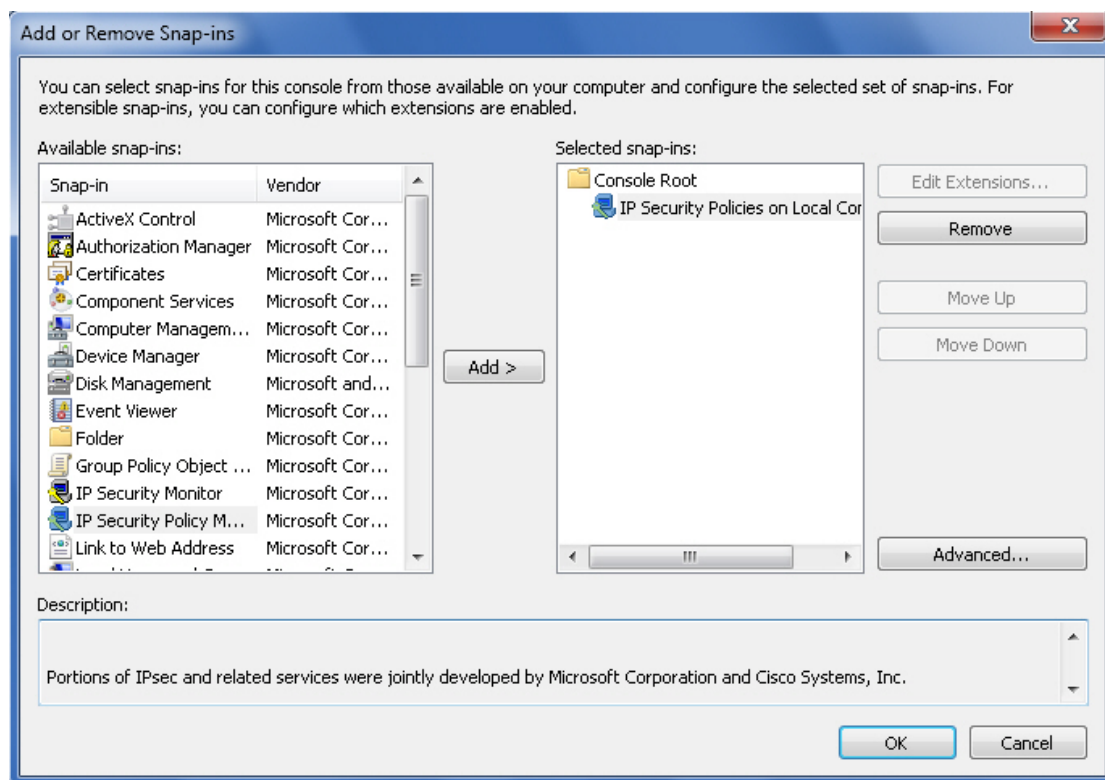 Add or Remove Snap-ins
You can select snap-ins for this console from those available on your computer and configure the selected set of snap-ins. For
extensible snap-ins, you can configure which extensions are enabled.
Available snap-ins:
Snap-in Vendor
ActiveX Control Microsoft Cor...
Authorization Manager Microsoft Cor...
Certificates Microsoft Cor...
Component Services Microsoft Cor...
Computer Managem... Microsoft Cor...
Device Manager Microsoft Cor...
Disk Management Microsoft and...
Event Viewer Microsoft Cor...
Folder Microsoft Cor...
Group Policy Object ... Microsoft Cor...
IP Security Monitor Microsoft Cor...
IP Security Policy M... Microsoft Cor...
Link to Web Address Microsoft Cor...
Add >
Selected snap-ins:
Console Root
IP Security Policies on Local Cor
Edit Extensions...
Remove
Move Up
Move Down
Advanced...
Description:
Portions of IPsec and related services were jointly developed by Microsoft Corporation and Cisco Systems, Inc.
OK
Cancel